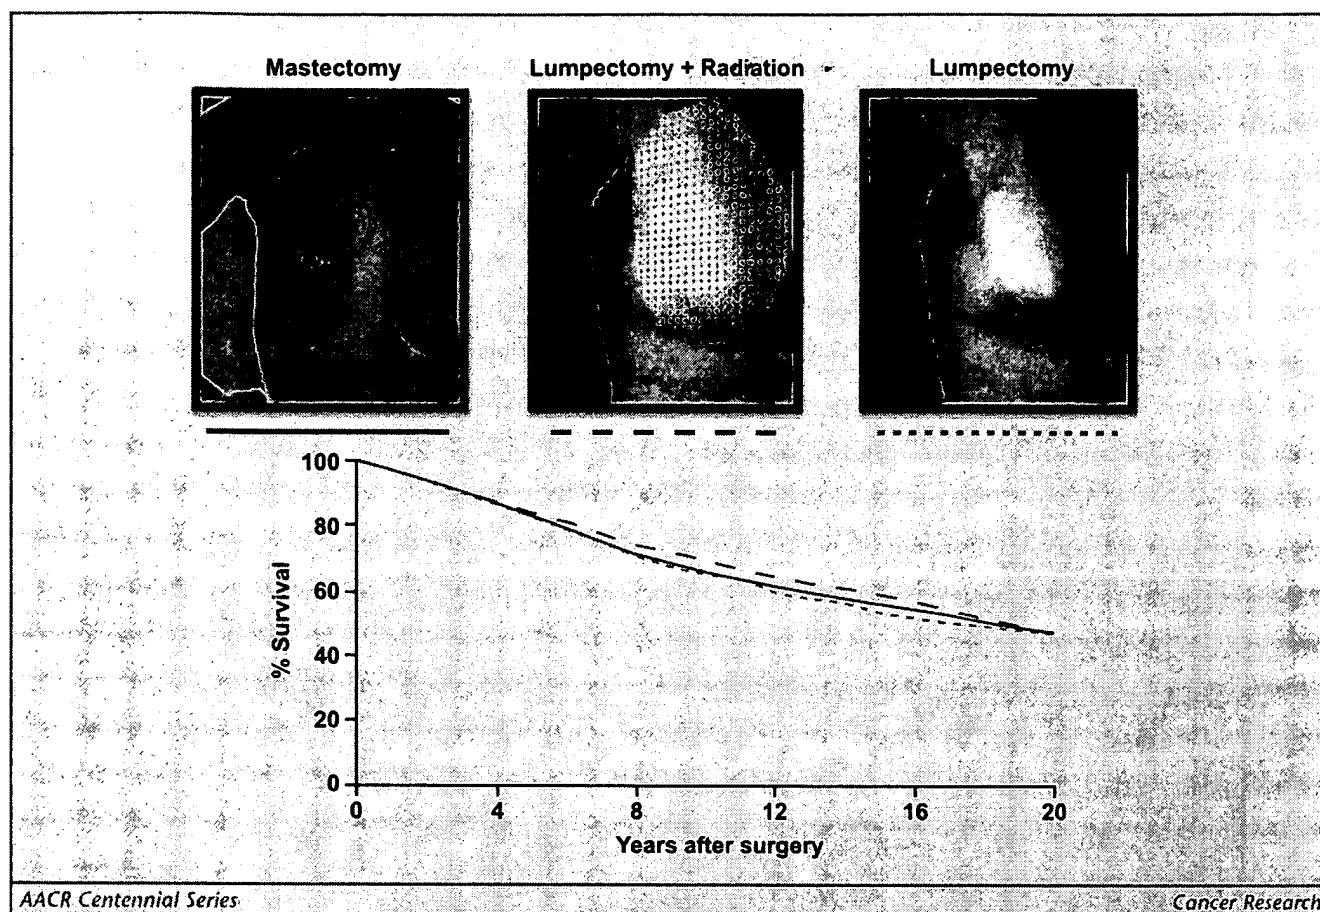 Mastectomy Lumpectomy + Radiation Lumpectomy
100
80
60
40
20
0
% Survival
0 4 8 12 16 20
Years after surgery
AACR Centennial Series Cancer Research